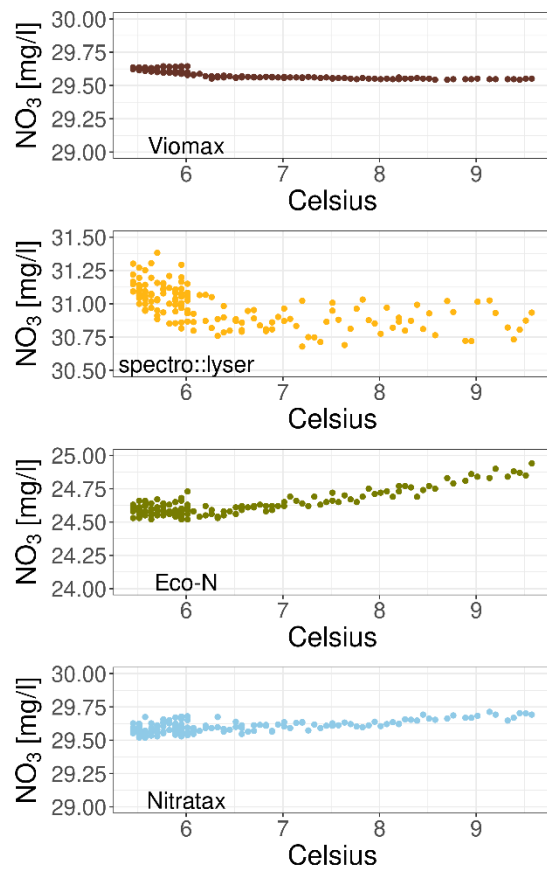 NO₃ [mg/l]
30.00
29.75
29.50
29.25
29.00
Viomax
6 7 8 9
Celsius
NO₃ [mg/l]
31.50
31.25
31.00
30.75
30.50
spectro::lyser
6 7 8 9
Celsius
NO₃ [mg/l]
25.00
24.75
24.50
24.25
24.00
Eco-N
6 7 8 9
Celsius
NO₃ [mg/l]
30.00
29.75
29.50
29.25
29.00
Nitratax
6 7 8 9
Celsius